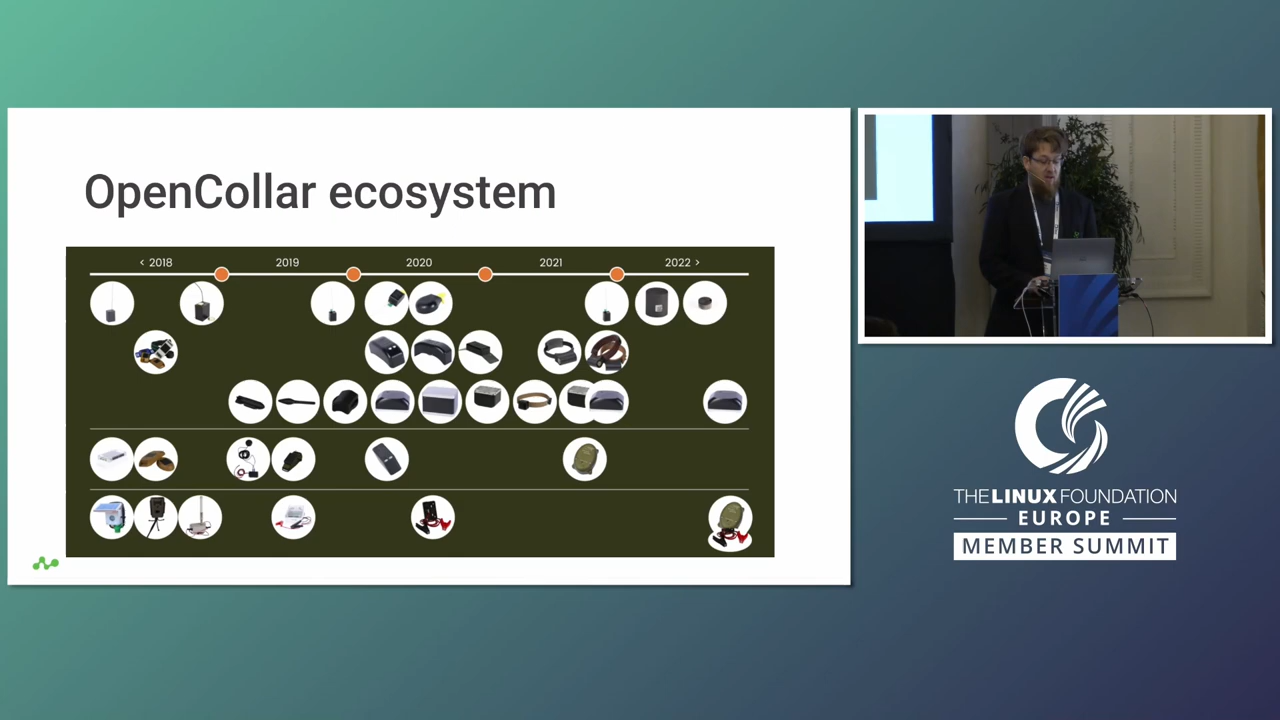 OpenCollar ecosystem
< 2018 2019 2020 2021 2022 >
THE LINUX FOUNDATION
EUROPE
MEMBER SUMMIT